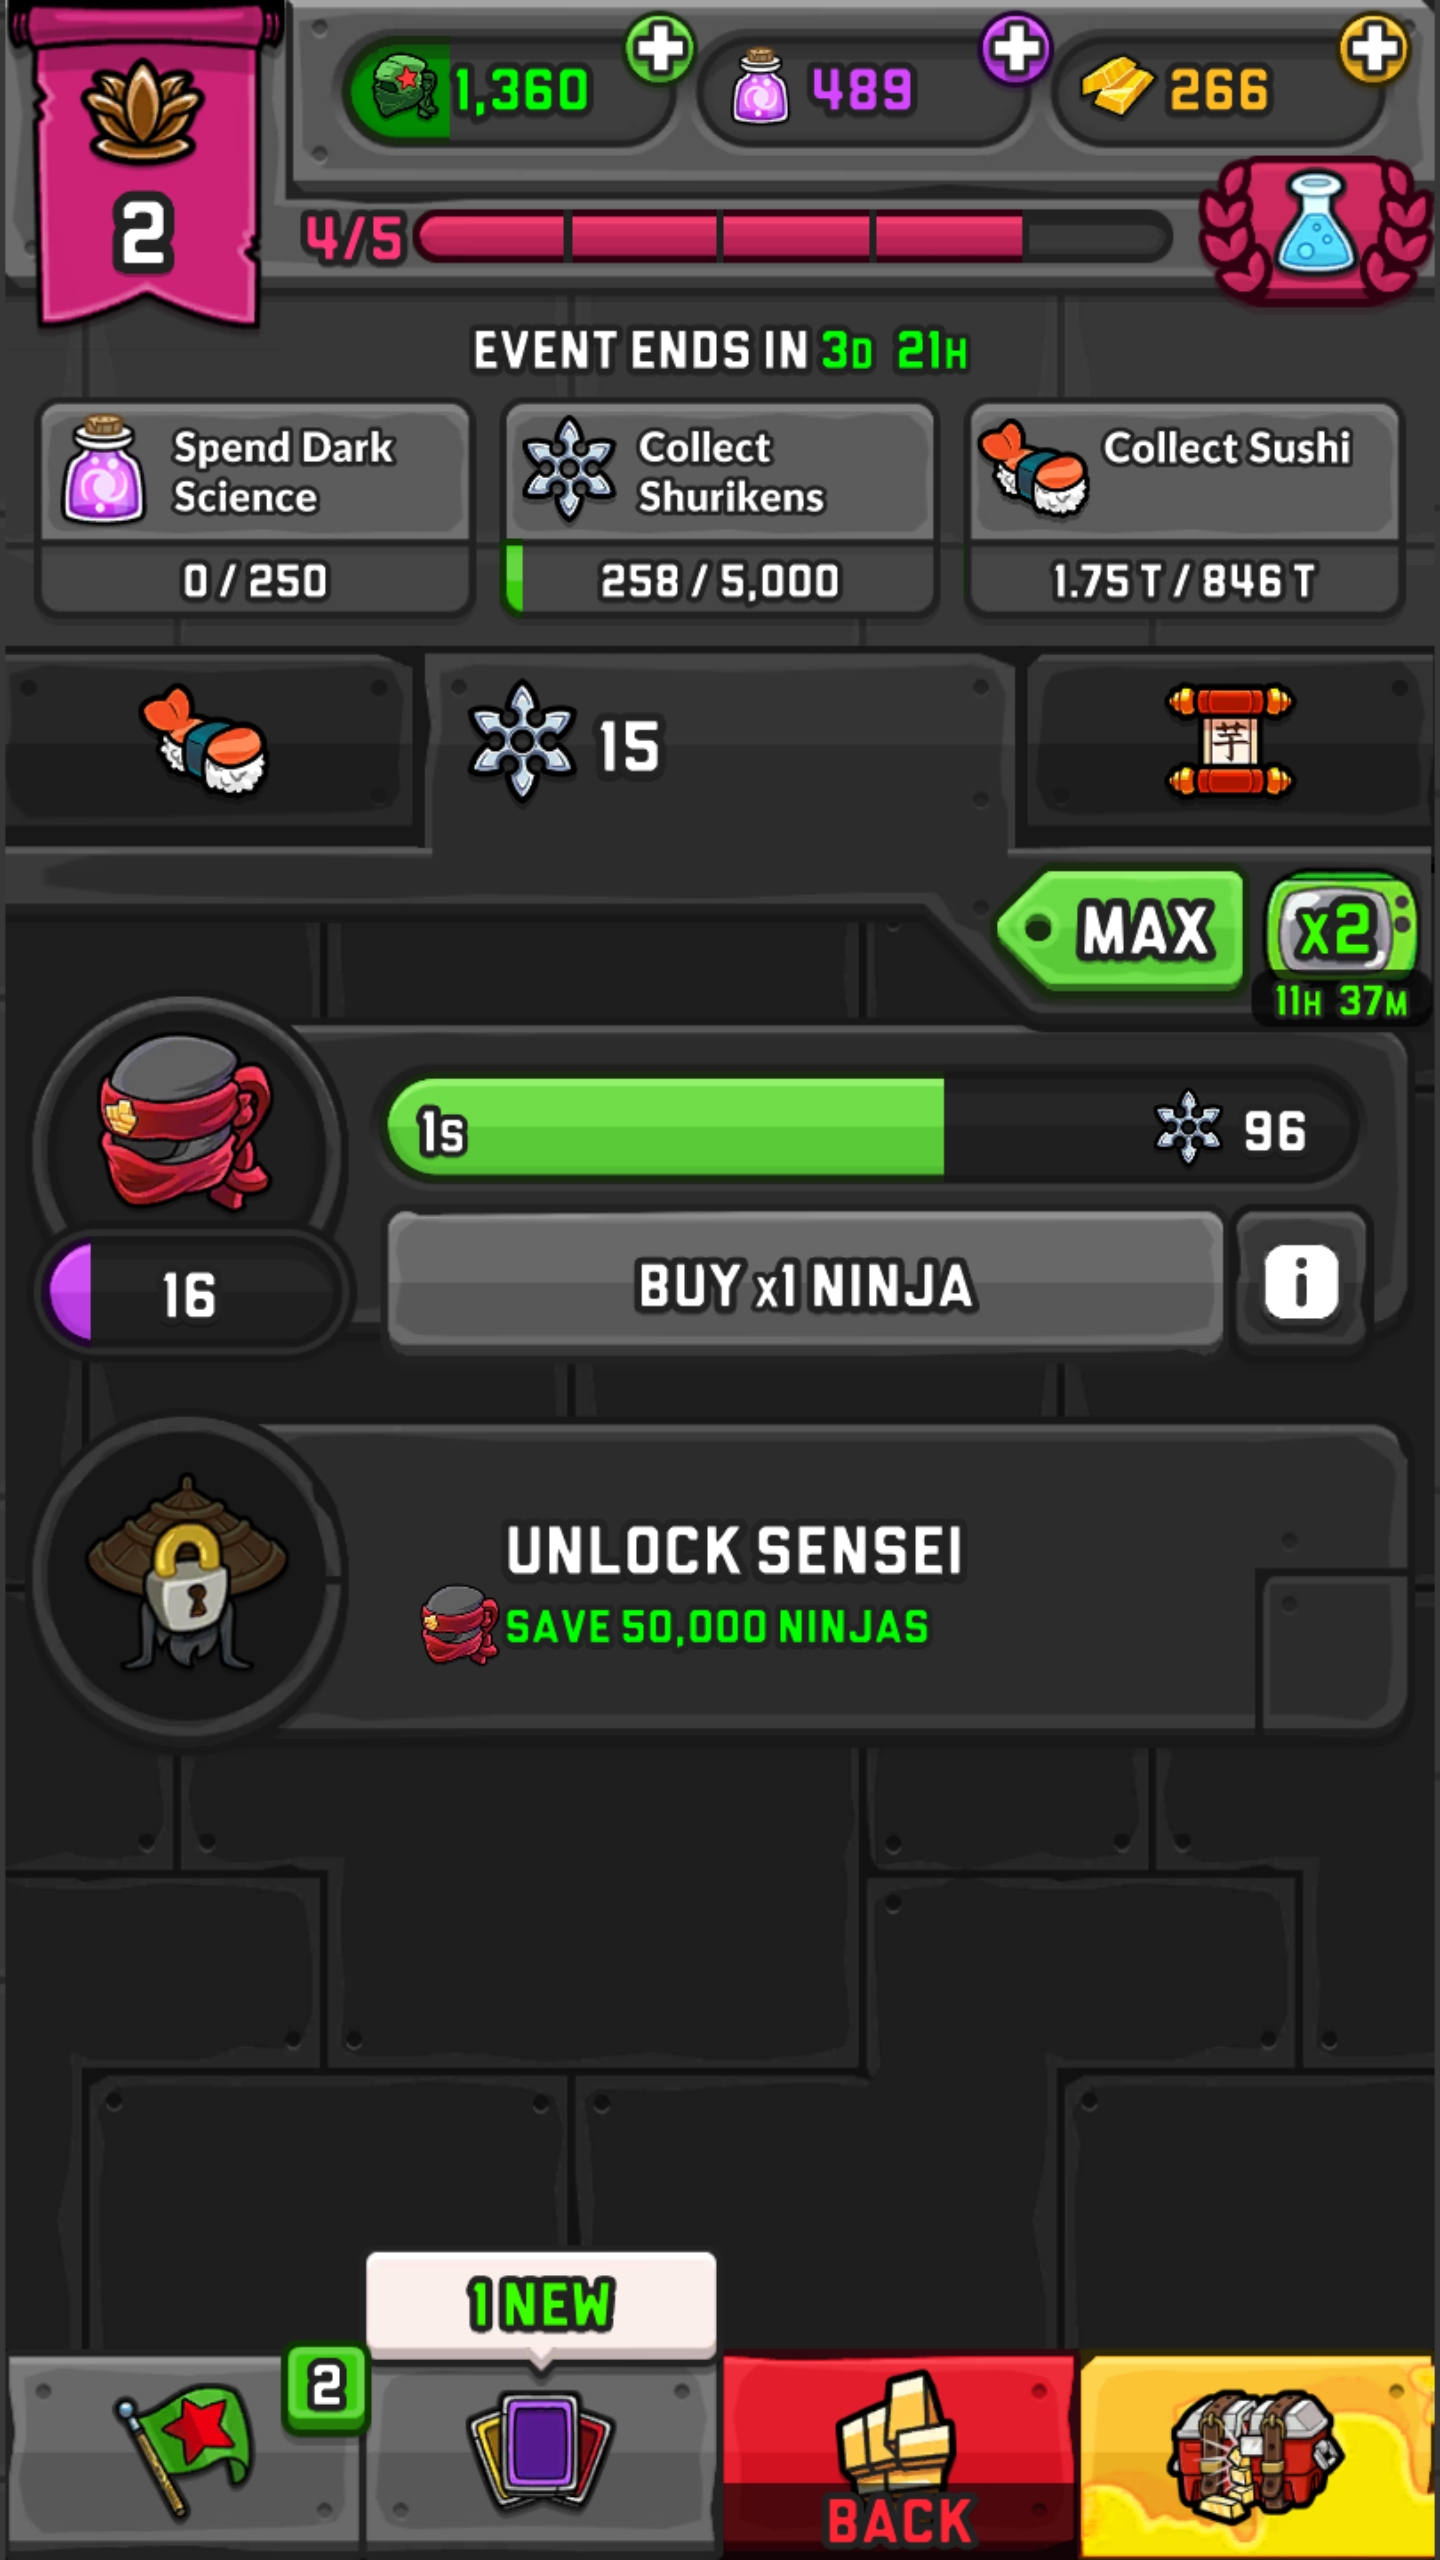 1,360
489
266
2
4/5
EVENT ENDS IN 3D 21H
Spend Dark
Science
0 / 250
Collect
Shurikens
258 / 5,000
Collect Sushi
1.75 T / 846 T
15
芋
MAX
x2
11H 37M
1s
96
16
BUY x1 NINJA
i
UNLOCK SENSEI
SAVE 50,000 NINJAS
1 NEW
2
BACK